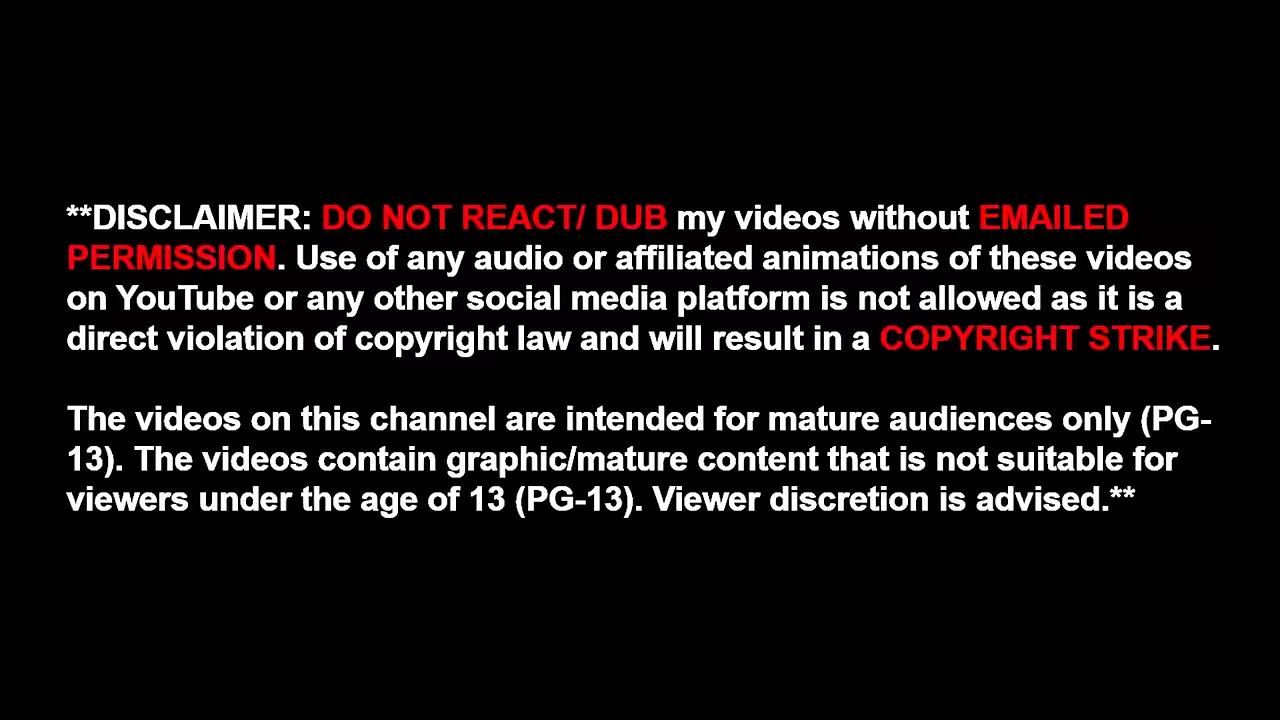 **DISCLAIMER: DO NOT REACT/ DUB my videos without EMAILED
PERMISSION. Use of any audio or affiliated animations of these videos
on YouTube or any other social media platform is not allowed as it is a
direct violation of copyright law and will result in a COPYRIGHT STRIKE.
The videos on this channel are intended for mature audiences only (PG-
13). The videos contain graphic/mature content that is not suitable for
viewers under the age of 13 (PG-13). Viewer discretion is advised.**